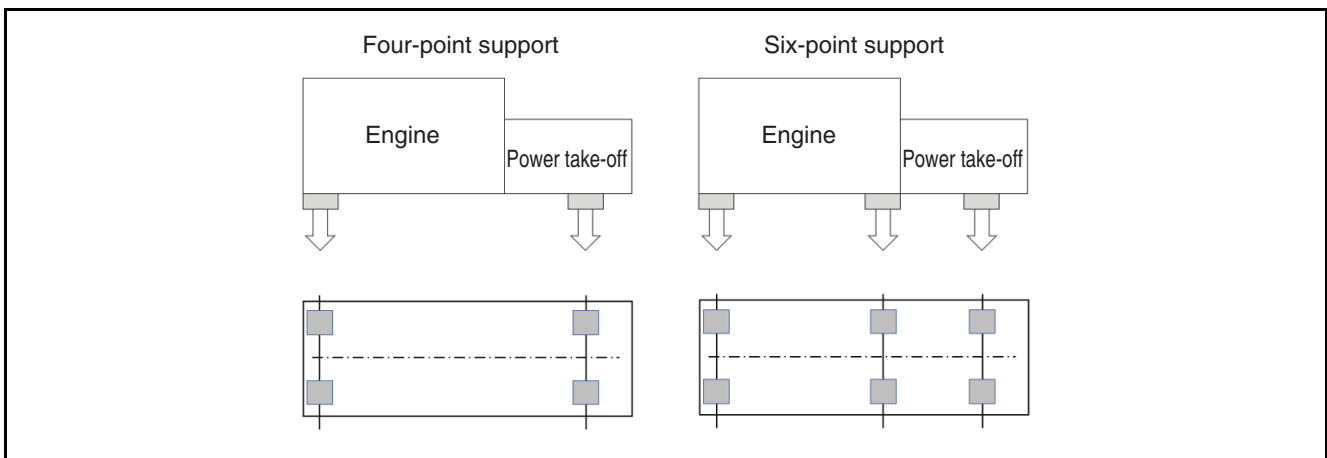 Four-point support
Six-point support
Engine
Power take-off
Engine
Power take-off